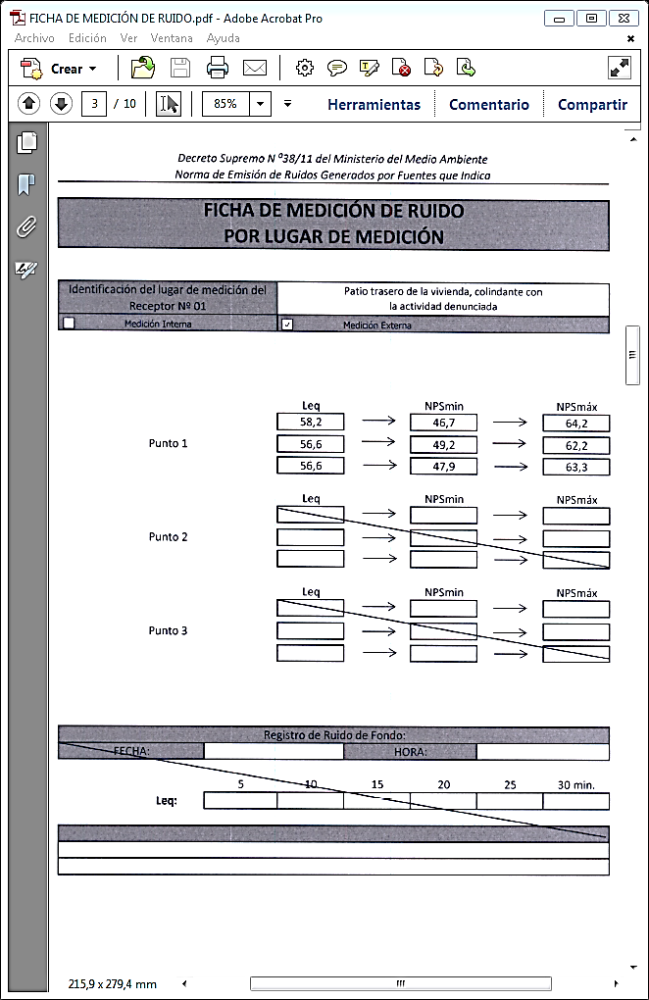 FICHA DE MEDICIÓN DE RUIDO.pdf - Adobe Acrobat Pro
Archivo Edición Ver Ventana Ayuda
Crear
3 / 10 85% Herramientas Comentario Compartir
Decreto Supremo N º38/11 del Ministerio del Medio Ambiente
Norma de Emisión de Ruidos Generados por Fuentes que Indica
FICHA DE MEDICIÓN DE RUIDO
POR LUGAR DE MEDICIÓN
Identificación del lugar de medición del
Receptor Nº 01
Patio trasero de la vivienda, colindante con
la actividad denunciada
Medición Interna Medición Externa
Leq NPSmin NPSmáx
58,2 46,7 64,2
Punto 1 56,6 49,2 62,2
56,6 47,9 63,3
Leq NPSmin NPSmáx
Punto 2
Leq NPSmin NPSmáx
Punto 3
Registro de Ruido de Fondo:
FECHA: HORA:
5 10 15 20 25 30 min.
Leq:
215,9 x 279,4 mm